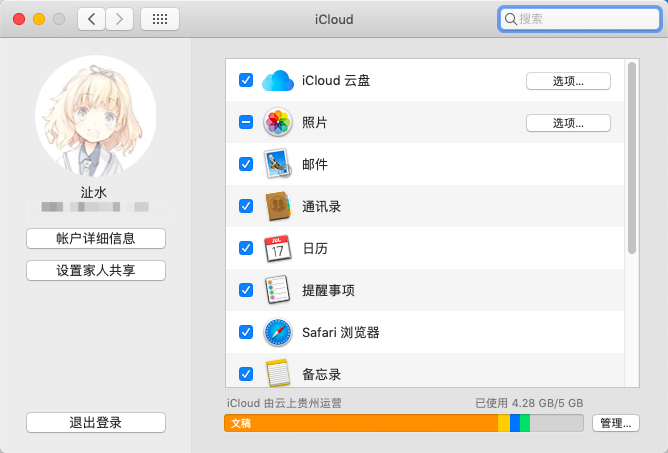 iCloud
搜索
沚水
帐户详细信息
设置家人共享
退出登录
iCloud 云盘
选项...
照片
选项...
邮件
通讯录
JUL
17
日历
提醒事项
Safari 浏览器
备忘录
iCloud 由云上贵州运营
已使用 4.28 GB/5 GB
文稿
管理...